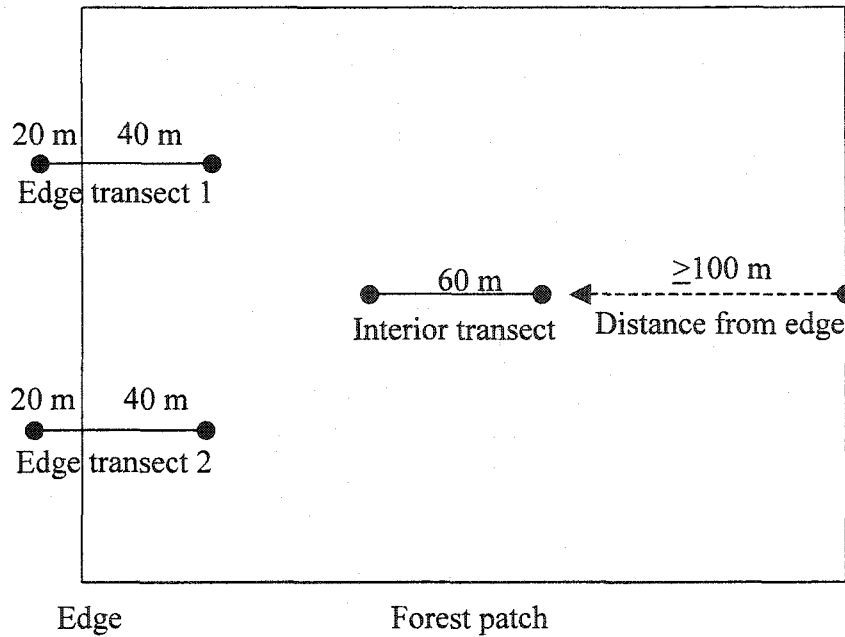 20 m 40 m
Edge transect 1
60 m
≥100 m
Interior transect
Distance from edge
20 m 40 m
Edge transect 2
Edge
Forest patch